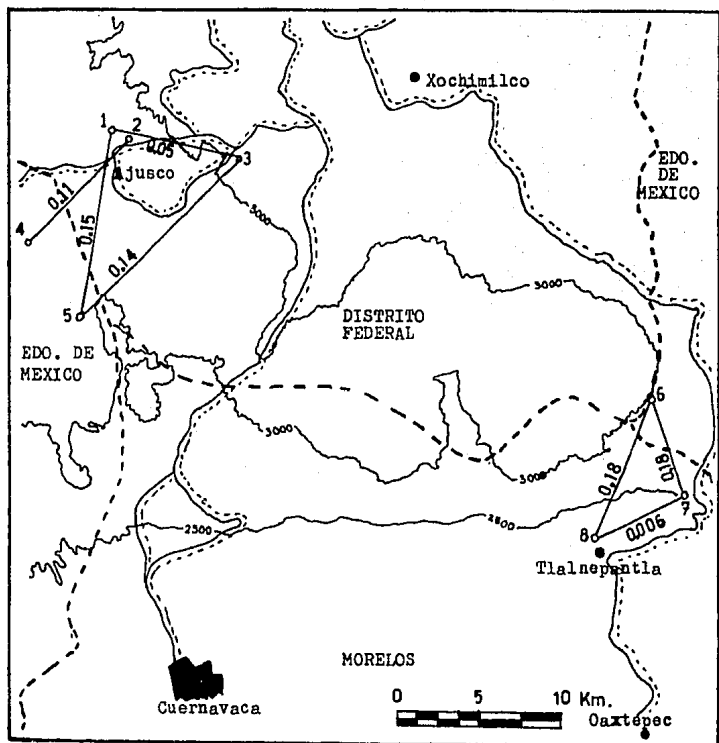 Xochimilco
1
2
0.05
3
Ajusco
EDO.
DE
MEXICO
0.11
4
0.15
0.14
3000
5
DISTRITO
FEDERAL
3000
EDO. DE
MEXICO
6
3000
3000
0.18
0.18
7
2500
2800
0.006
8
Tlalnepantla
MORELOS
0 5 10 Km.
Cuernavaca
Oaxtepec